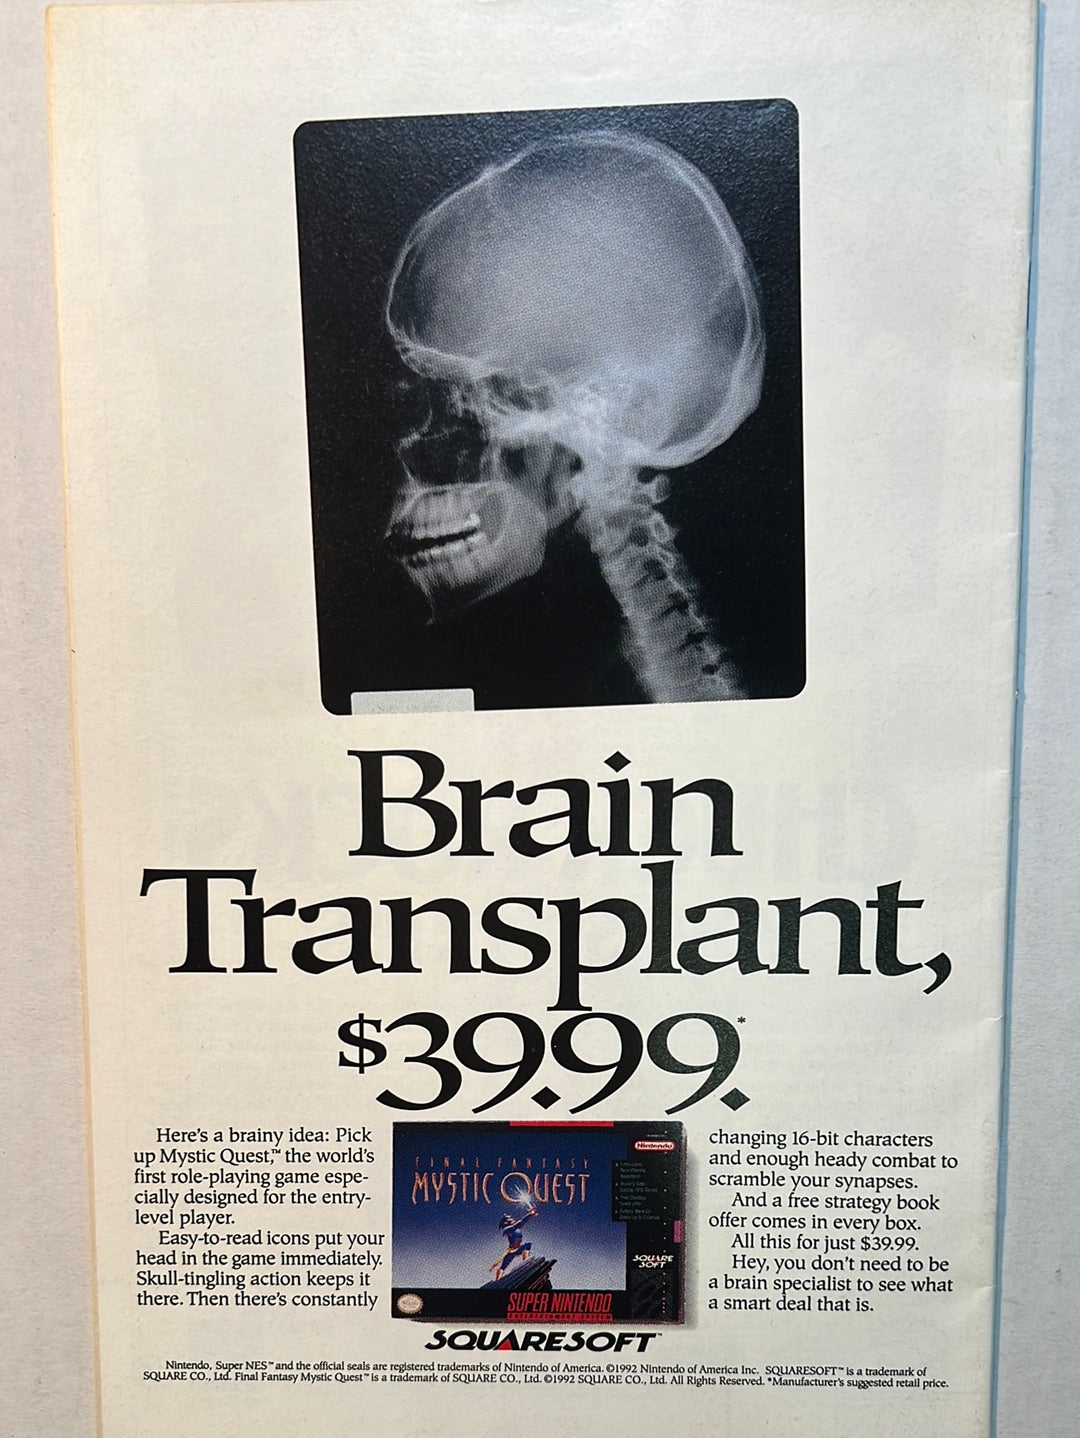 Brain
Transplant,
$39.99.*
Here's a brainy idea: Pick
up Mystic Quest,™ the world's
first role-playing game espe-
cially designed for the entry-
level player.
Easy-to-read icons put your
head in the game immediately.
Skull-tingling action keeps it
there. Then there's constantly
FINAL FANTASY
MYSTIC QUEST
Nintendo
SQUARE
SOFT
SUPER NINTENDO
ENTERTAINMENT SYSTEM
changing 16-bit characters
and enough heady combat to
scramble your synapses.
And a free strategy book
offer comes in every box.
All this for just $39.99.
Hey, you don't need to be
a brain specialist to see what
a smart deal that is.
SQUARESOFT™
Nintendo, Super NES™ and the official seals are registered trademarks of Nintendo of America. ©1992 Nintendo of America Inc. SQUARESOFT™ is a trademark of
SQUARE CO., Ltd. Final Fantasy Mystic Quest™ is a trademark of SQUARE CO., Ltd. ©1992 SQUARE CO., Ltd. All Rights Reserved. *Manufacturer's suggested retail price.